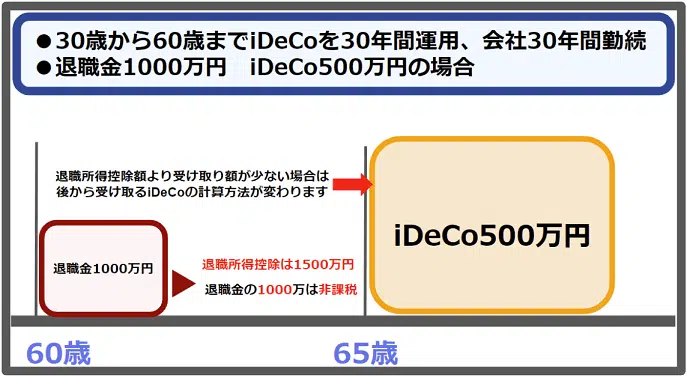 ●30歳から60歳までiDeCoを30年間運用、会社30年間勤続
●退職金1000万円　iDeCo500万円の場合
退職所得控除額より受け取り額が少ない場合は
後から受け取るiDeCoの計算方法が変わります
iDeCo500万円
退職金1000万円
退職所得控除は1500万円
退職金の1000万は非課税
60歳
65歳